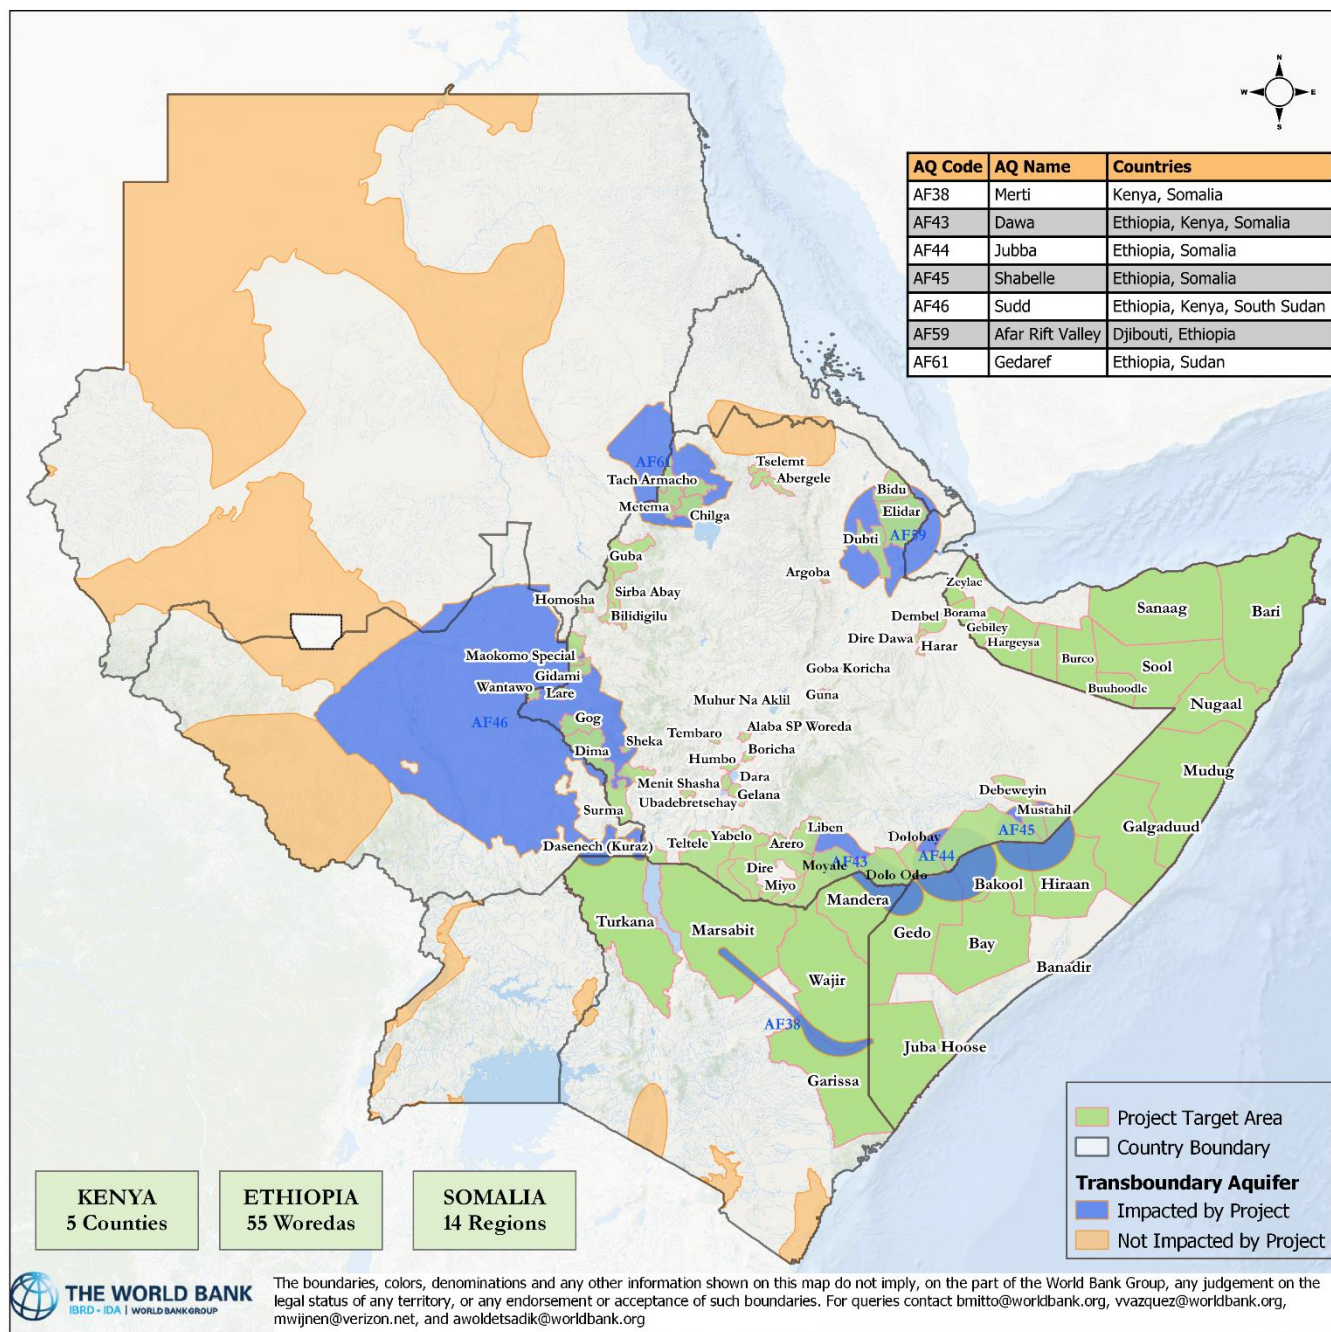 N
W E
S
AQ Code AQ Name Countries
AF38 Merti Kenya, Somalia
AF43 Dawa Ethiopia, Kenya, Somalia
AF44 Jubba Ethiopia, Somalia
AF45 Shabelle Ethiopia, Somalia
AF46 Sudd Ethiopia, Kenya, South Sudan
AF59 Afar Rift Valley Djibouti, Ethiopia
AF61 Gedaref Ethiopia, Sudan
AF61
Tselemt
Tach Armacho
Abergele
Bidu
Metema
Chilga
Elidar
Dubti
AF59
Guba
Argoba
Zeylac
Sirba Abay
Homosha
Bilidigilu
Dembel
Borama
Sanaag
Bari
Gebiley
Dire Dawa
Harar
Hargeysa
Maokomo Special
Burco
Sool
Gidami
Goba Koricha
Wantawo
Lare
Buuhoodle
Muhur Na Aklil
Guna
Nugaal
AF46
Gog
Alaba SP Woreda
Tembaro
Sheka
Dima
Boricha
Humbo
Mudug
Menit Shasha
Dara
Debeweyin
Gelana
Ubadebretschay
Surma
Mustahil
Liben
AF45
Galgaduud
Dolobay
Yabelo
Teltele
Arero
Dasenech (Kuraz)
AF44
AF43
Dire
Moyale
Dolo Odo
Miyo
Bakool
Hiraan
Mandera
Turkana
Marsabit
Gedo
Bay
Banadir
Wajir
AF38
Juba Hoose
Garissa
Project Target Area
Country Boundary
Transboundary Aquifer
Impacted by Project
Not Impacted by Project
KENYA
5 Counties
ETHIOPIA
55 Woredas
SOMALIA
14 Regions
THE WORLD BANK
IBRD • IDA | WORLD BANK GROUP
The boundaries, colors, denominations and any other information shown on this map do not imply, on the part of the World Bank Group, any judgement on the
legal status of any territory, or any endorsement or acceptance of such boundaries. For queries contact bmitto@worldbank.org, vvazquez@worldbank.org,
mwijnen@verizon.net, and awoldetsadik@worldbank.org